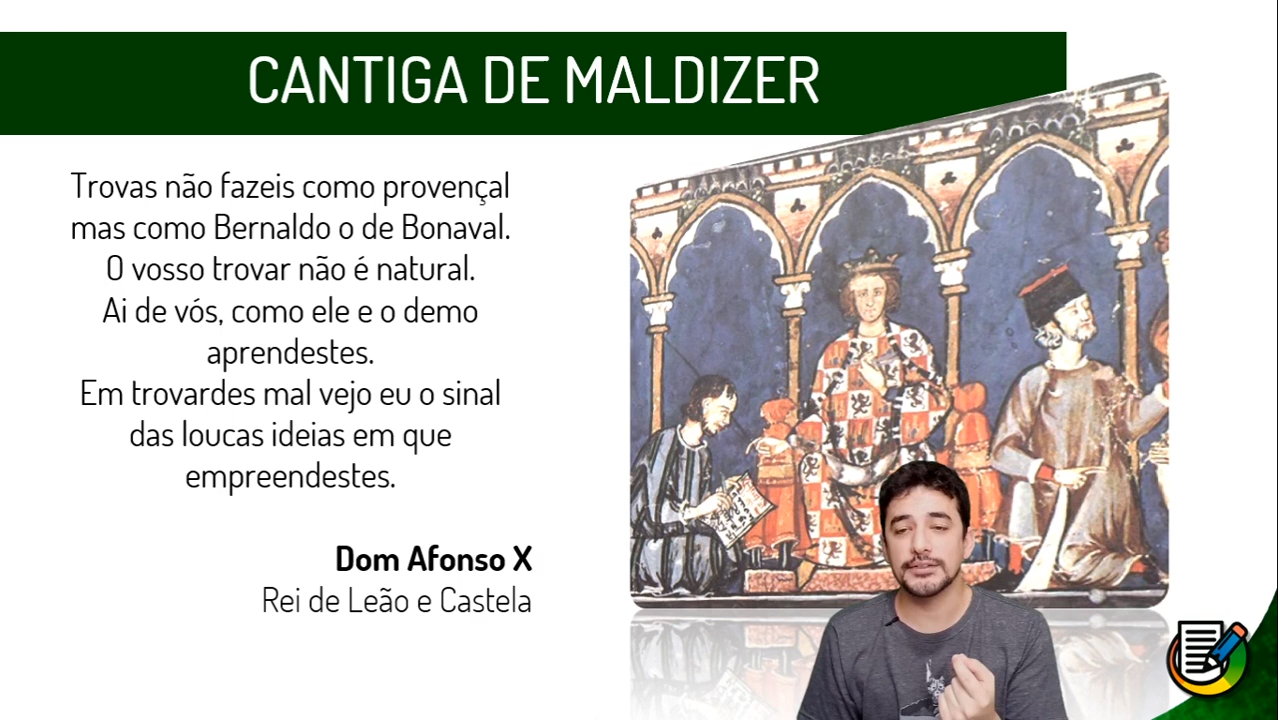 CANTIGA DE MALDIZER
Trovas não fazeis como provençal
mas como Bernaldo o de Bonaval.
O vosso trovar não é natural.
Ai de vós, como ele e o demo
aprendestes.
Em trovardes mal vejo eu o sinal
das loucas ideias em que
empreendestes.
Dom Afonso X
Rei de Leão e Castela